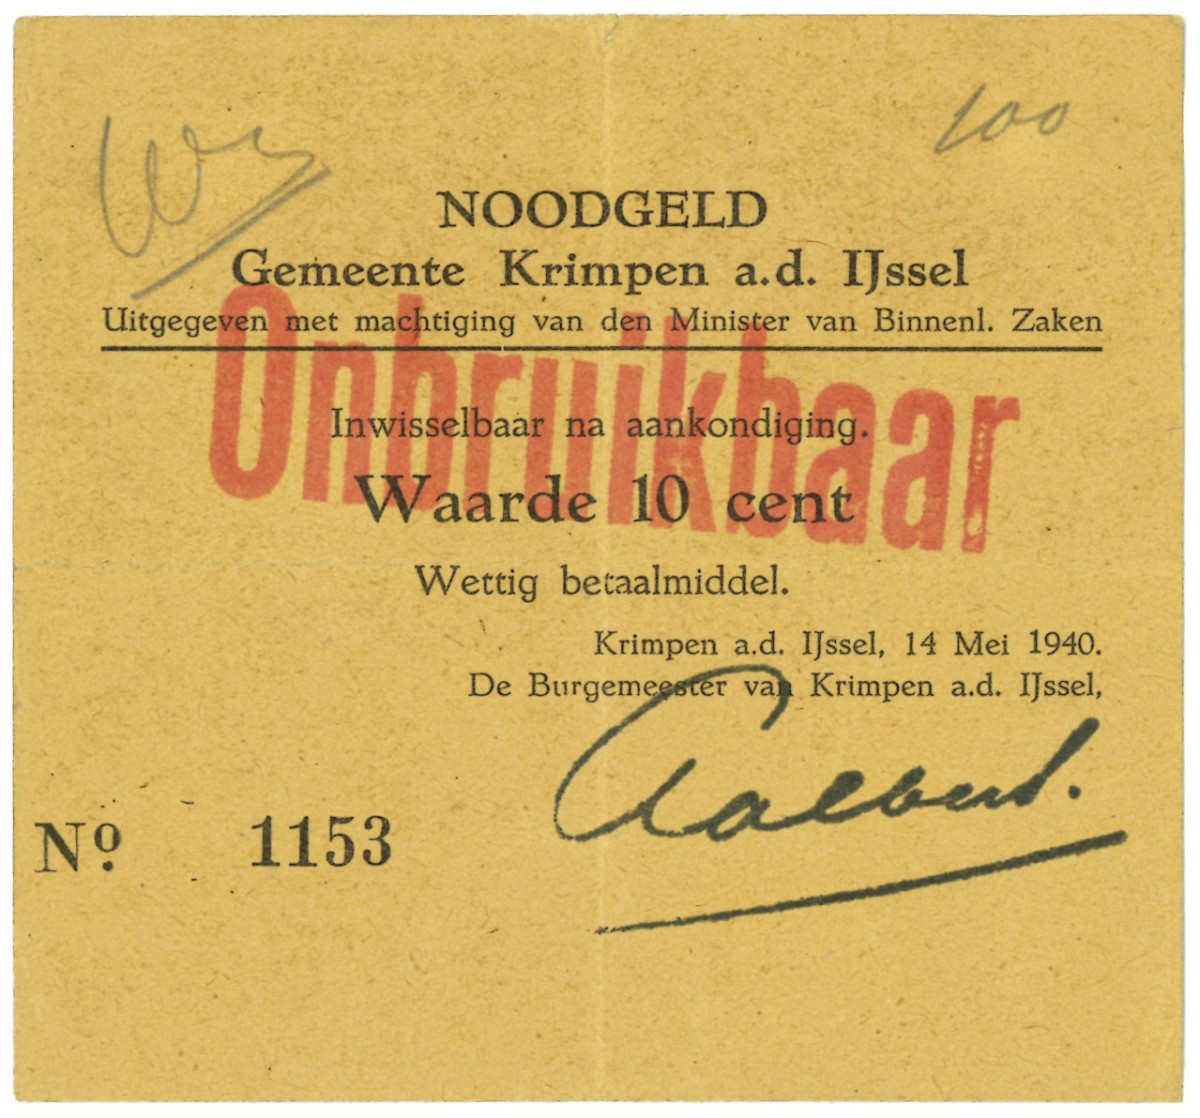 100
NOODGELD
Gemeente Krimpen a.d. IJssel
Uitgegeven met machtiging van den Minister van Binnenl. Zaken
Onbruikbaar
Inwisselbaar na aankondiging.
Waarde 10 cent
Wettig betaalmiddel.
Krimpen a.d. IJssel, 14 Mei 1940.
De Burgemeester van Krimpen a.d. IJssel,
No. 1153